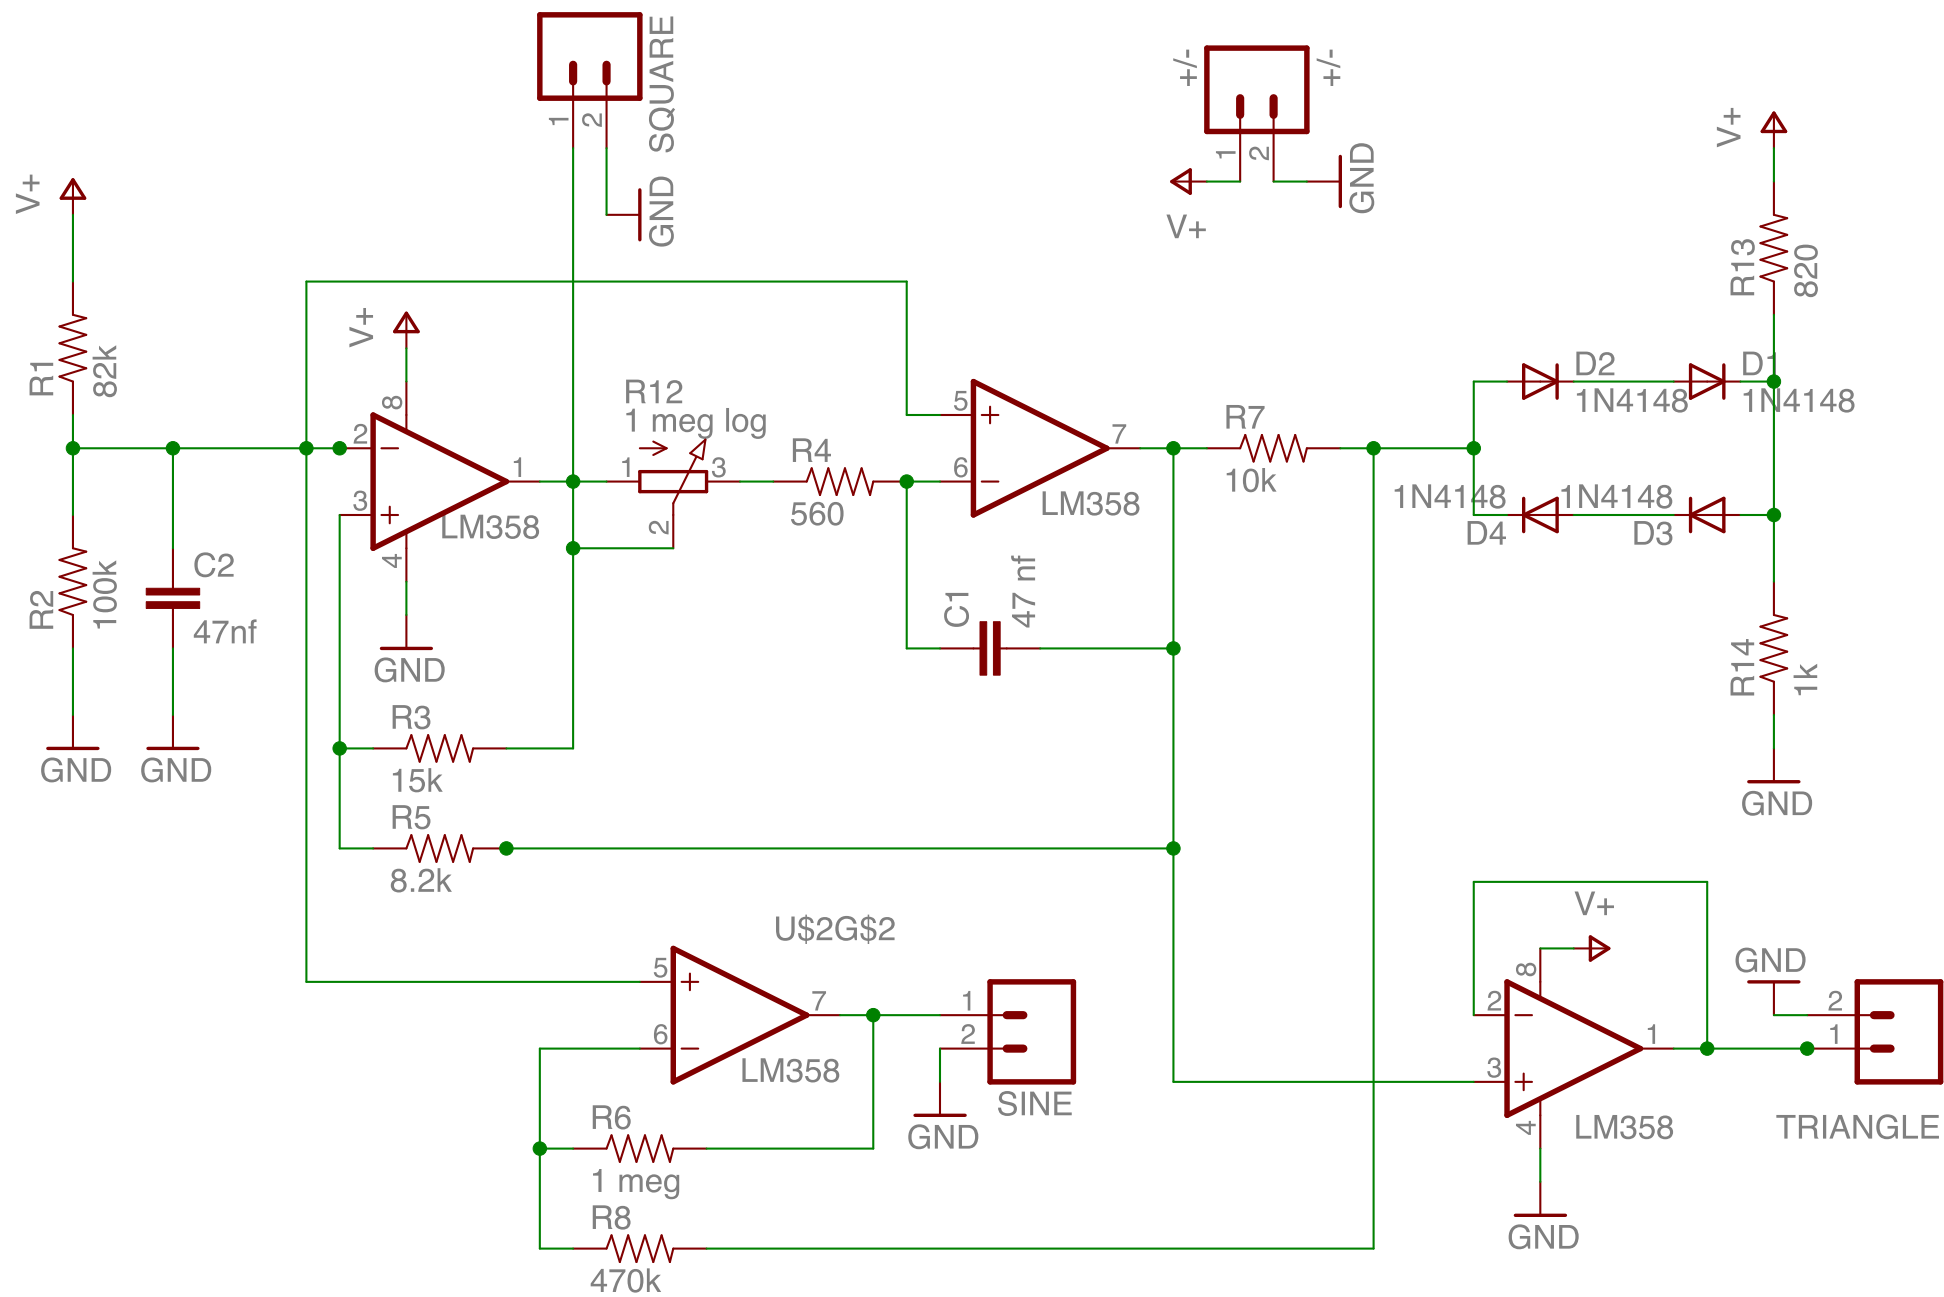 SQUARE
1
2
GND
+/-
+/-
1
2
V+
GND
V+
R13
820
V+
R1
82k
V+
8
2
3
1
4
LM358
GND
R12
1 meg log
1
3
2
R4
560
5
6
7
LM358
R7
10k
D2
1N4148
D1
1N4148
1N4148
D4
1N4148
D3
R2
100k
C2
47nf
GND
GND
C1
47 nf
R14
1k
GND
R3
15k
R5
8.2k
U$2G$2
5
6
7
LM358
1
2
SINE
GND
R6
1 meg
R8
470k
V+
8
2
3
1
4
LM358
GND
GND
2
1
TRIANGLE